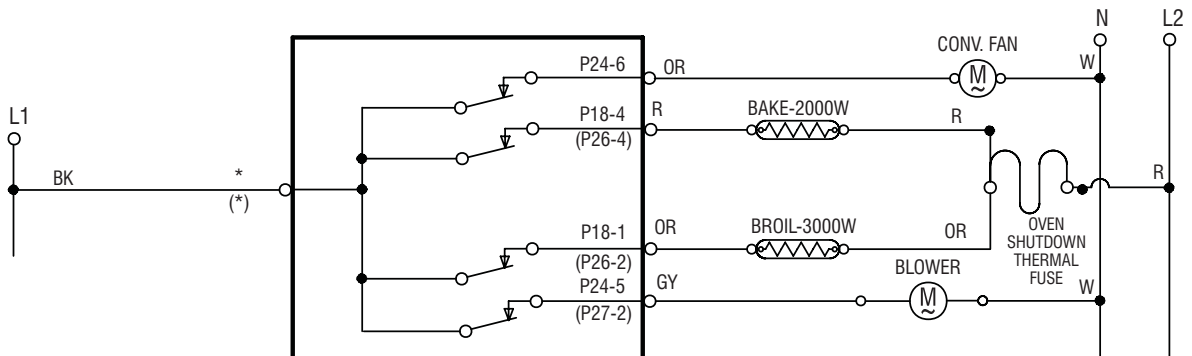 N
L2
CONV. FAN
P24-6
OR
M
~
W
L1
P18-4
(P26-4)
R
BAKE-2000W
R
BK
*
(*)
R
P18-1
(P26-2)
OR
BROIL-3000W
OR
OVEN
SHUTDOWN
THERMAL
FUSE
P24-5
(P27-2)
GY
BLOWER
M
~
W